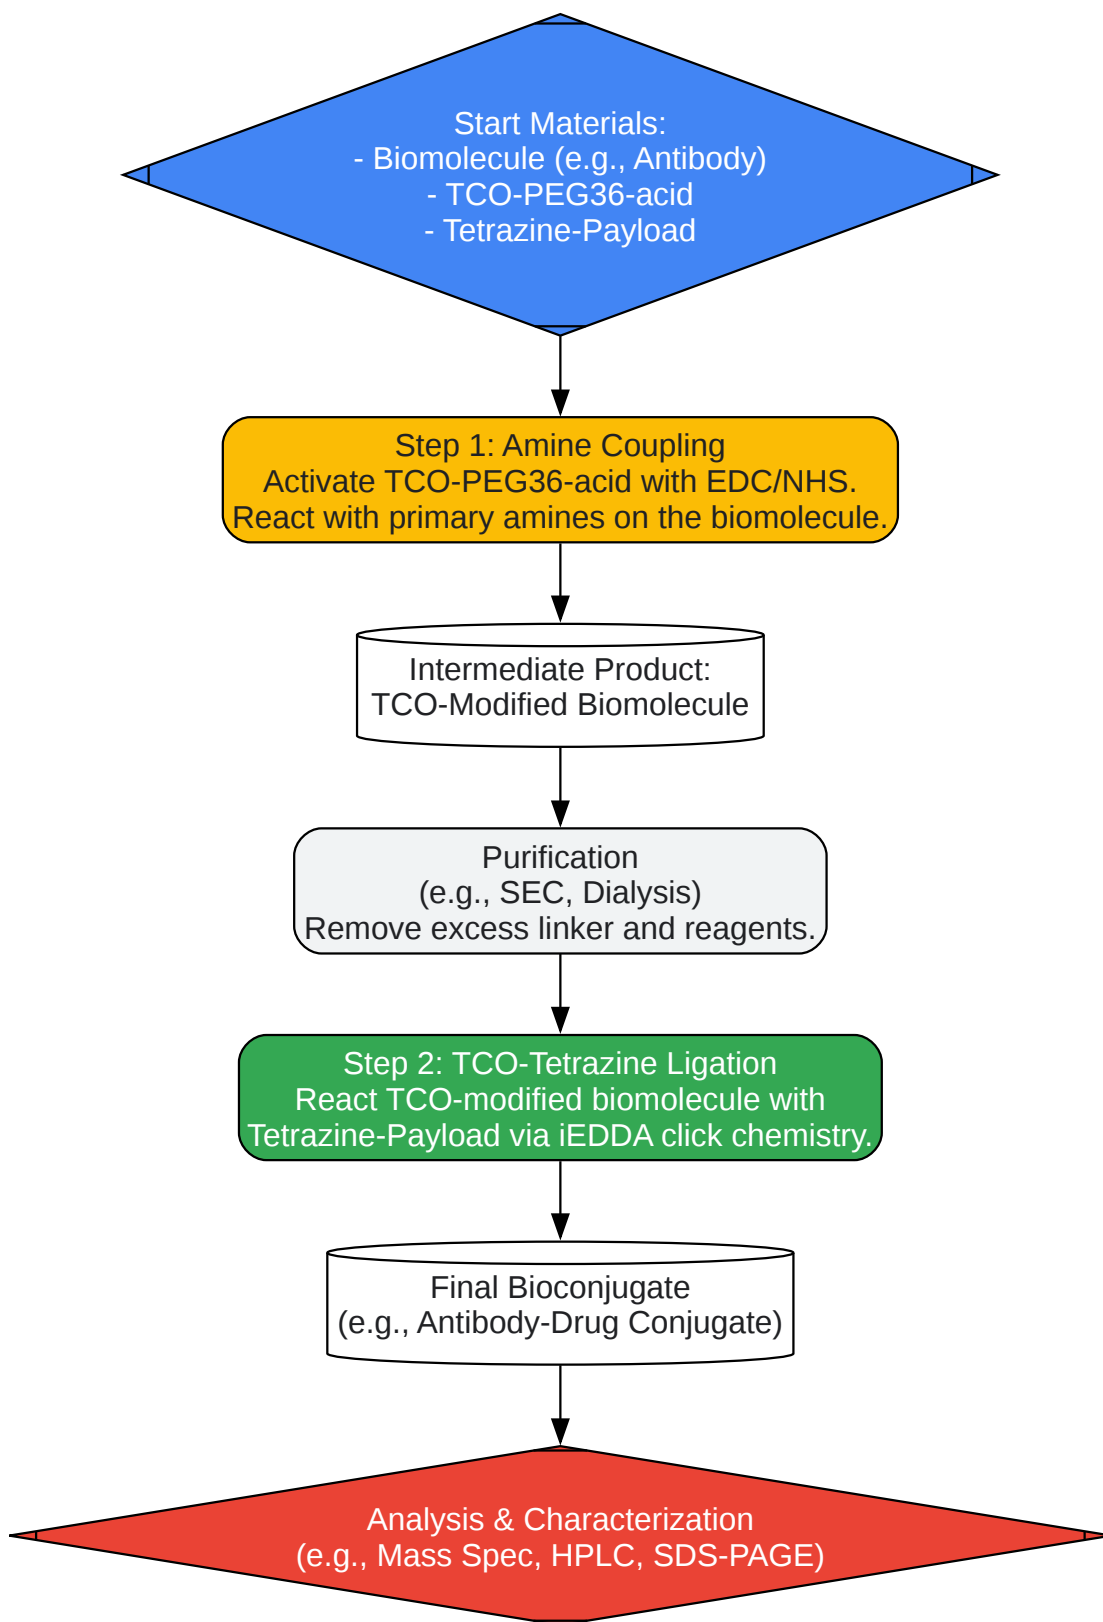 Start Materials:
- Biomolecule (e.g., Antibody)
- TCO-PEG36-acid
- Tetrazine-Payload
Step 1: Amine Coupling
Activate TCO-PEG36-acid with EDC/NHS.
React with primary amines on the biomolecule.
Intermediate Product:
TCO-Modified Biomolecule
Purification
(e.g., SEC, Dialysis)
Remove excess linker and reagents.
Step 2: TCO-Tetrazine Ligation
React TCO-modified biomolecule with
Tetrazine-Payload via iEDDA click chemistry.
Final Bioconjugate
(e.g., Antibody-Drug Conjugate)
Analysis & Characterization
(e.g., Mass Spec, HPLC, SDS-PAGE)